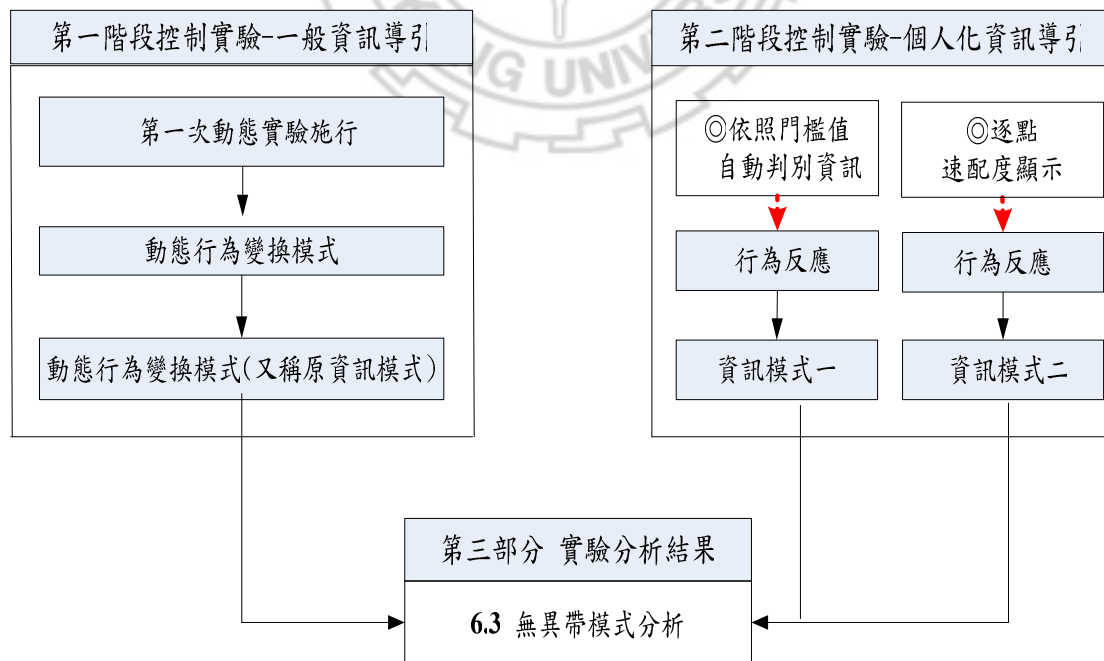 第一階段控制實驗-一般資訊導引
第一次動態實驗施行
動態行為變換模式
動態行為變換模式(又稱原資訊模式)
第二階段控制實驗-個人化資訊導引
◎依照門檻值
自動判別資訊
行為反應
資訊模式一
◎逐點
速配度顯示
行為反應
資訊模式二
第三部分 實驗分析結果
6.3 無異帶模式分析
NG UNIV